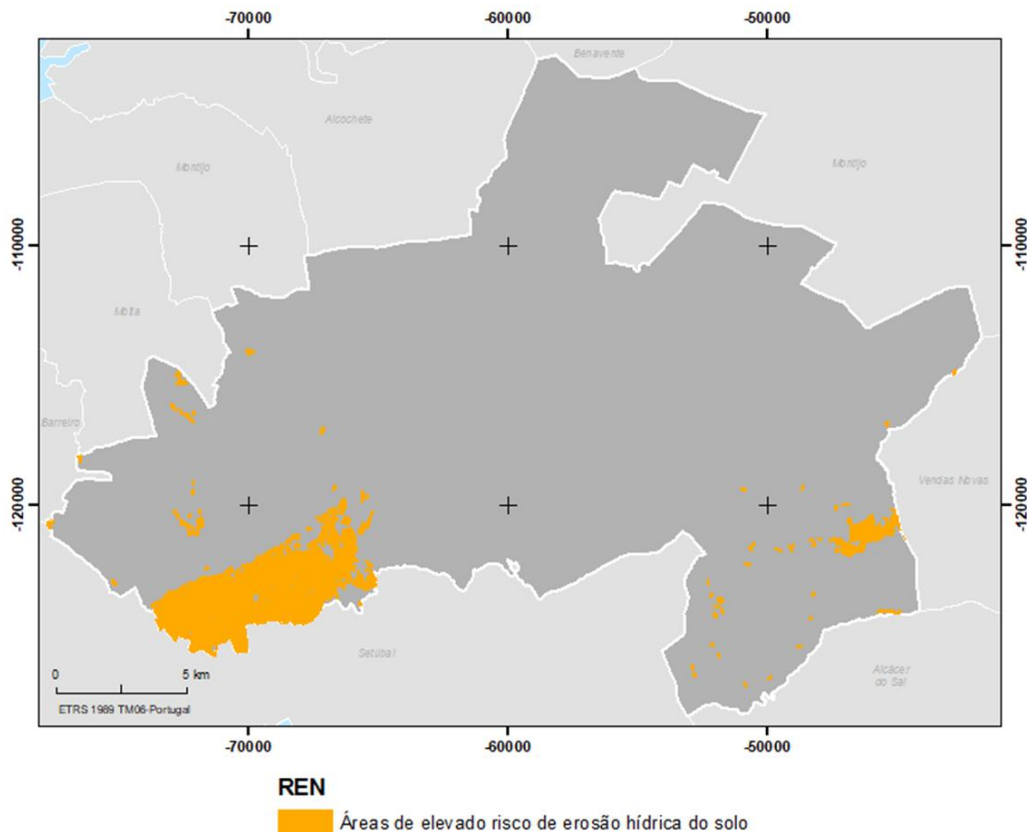 -70000 -60000 -50000
Benavente
Alcochete
Montijo
Montijo
-110000 -110000
Moita
Barreiro
Vendas Novas
-120000 -120000
Setúbal
Alcácer
do Sal
0 5 km
ETRS 1989 TM06-Portugal
-70000 -60000 -50000
REN
Áreas de elevado risco de erosão hídrica do solo